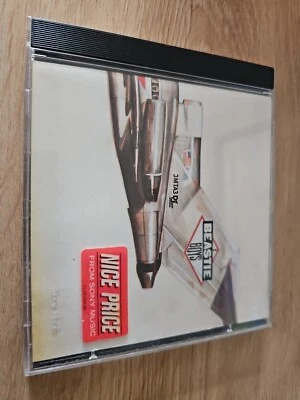 BEASTIE
BOYS
3MTA3
NICE PRICE
FROM SONY MUSIC